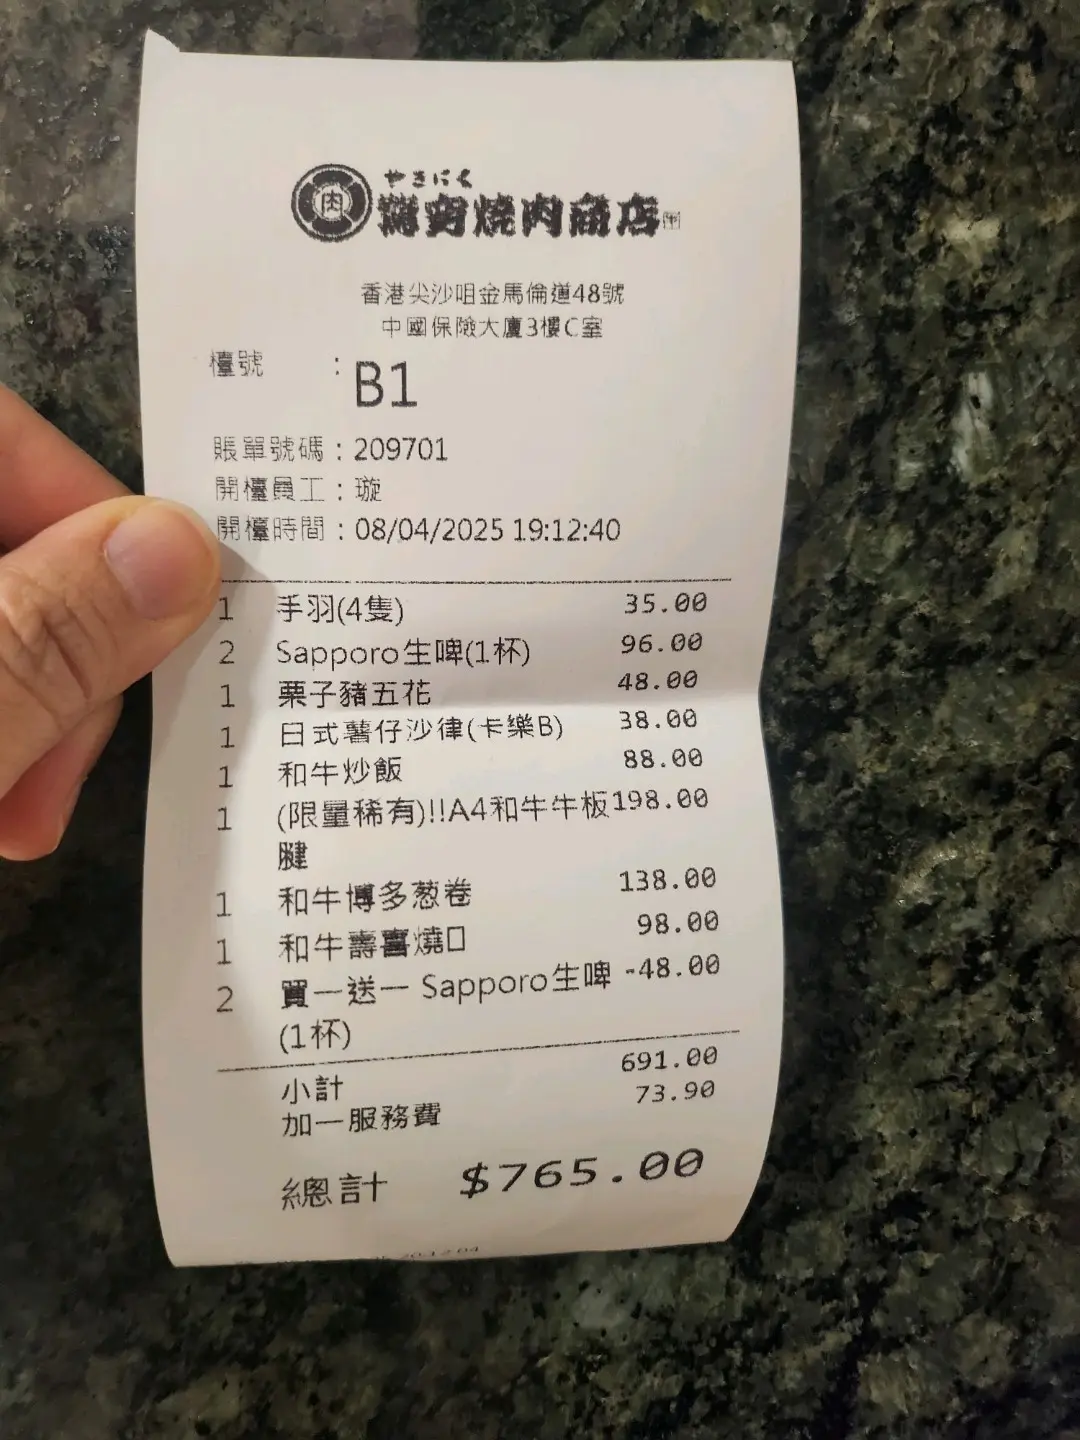 肉
やきにく
燒肉商店
香港尖沙咀金馬倫道48號
中國保險大廈3樓C室
檯號 : B1
賬單號碼 : 209701
開檯員工 : 璇
開檯時間 : 08/04/2025 19:12:40
1 手羽(4隻) 35.00
2 Sapporo生啤(1杯) 96.00
1 栗子豬五花 48.00
1 日式薯仔沙律(卡樂B) 38.00
1 和牛炒飯 88.00
1 (限量稀有)!!A4和牛牛板 198.00
腱
1 和牛博多葱卷 138.00
1 和牛壽喜燒口 98.00
2 買一送一 Sapporo生啤 -48.00
(1杯)
小計 691.00
加一服務費 73.90
總計 $765.00